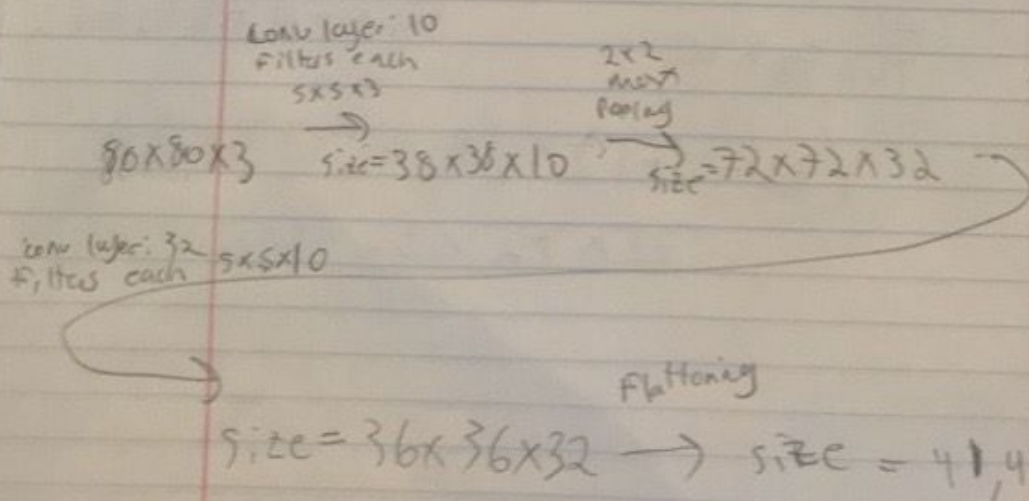 Conv layer: 10
Filters each
5x5x3
80x80x3
size=38x38x10
2x2
max
Pooling
size=72x72x32
conv layer: 32
filters each 5x5x10
size=36x36x32
Flattening
size = 41,4